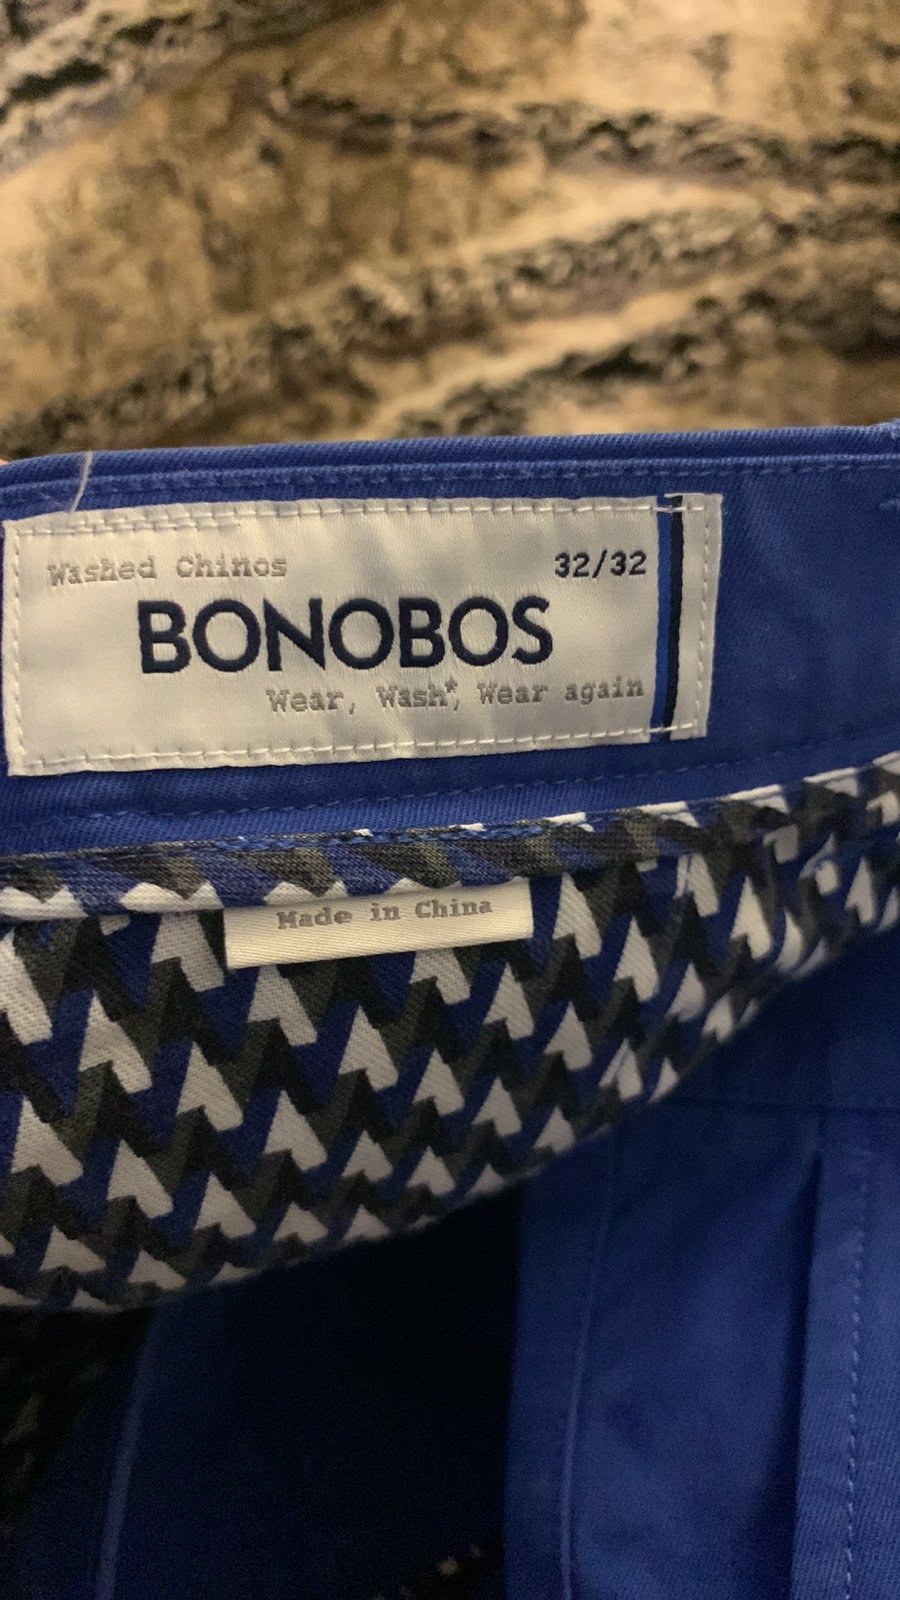 Washed Chinos 32/32
BONOBOS
Wear, Wash*, Wear again
Made in China